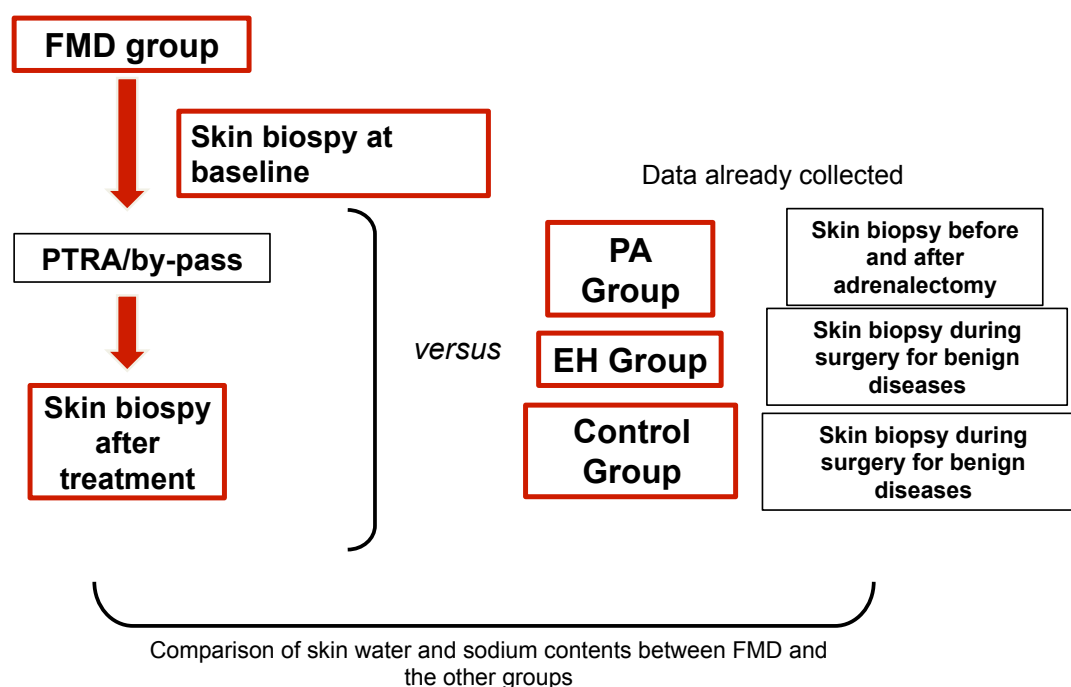 FMD group
Skin biospy at
baseline
PTRA/by-pass
Skin biospy
after
treatment
versus
Data already collected
PA
Group
Skin biopsy before
and after
adrenalectomy
EH Group
Skin biopsy during
surgery for benign
diseases
Control
Group
Skin biopsy during
surgery for benign
diseases
Comparison of skin water and sodium contents between FMD and
the other groups